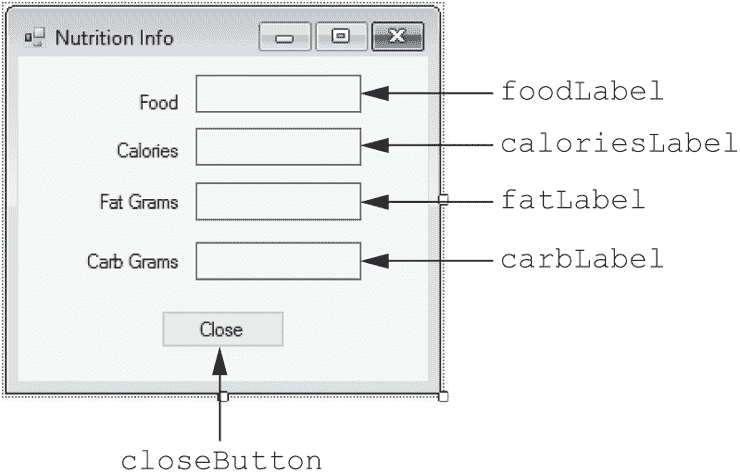 Nutrition Info
Food foodLabel
Calories caloriesLabel
Fat Grams fatLabel
Carb Grams carbLabel
Close
closeButton